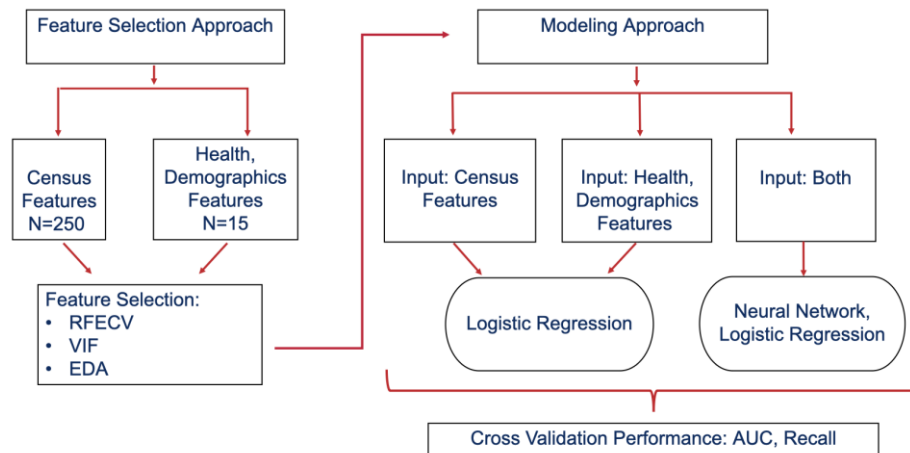 Feature Selection Approach
Census
Features
N=250
Health,
Demographics
Features
N=15
Feature Selection:
• RFECV
• VIF
• EDA
Modeling Approach
Input: Census
Features
Input: Health,
Demographics
Features
Input: Both
Logistic Regression
Neural Network,
Logistic Regression
Cross Validation Performance: AUC, Recall